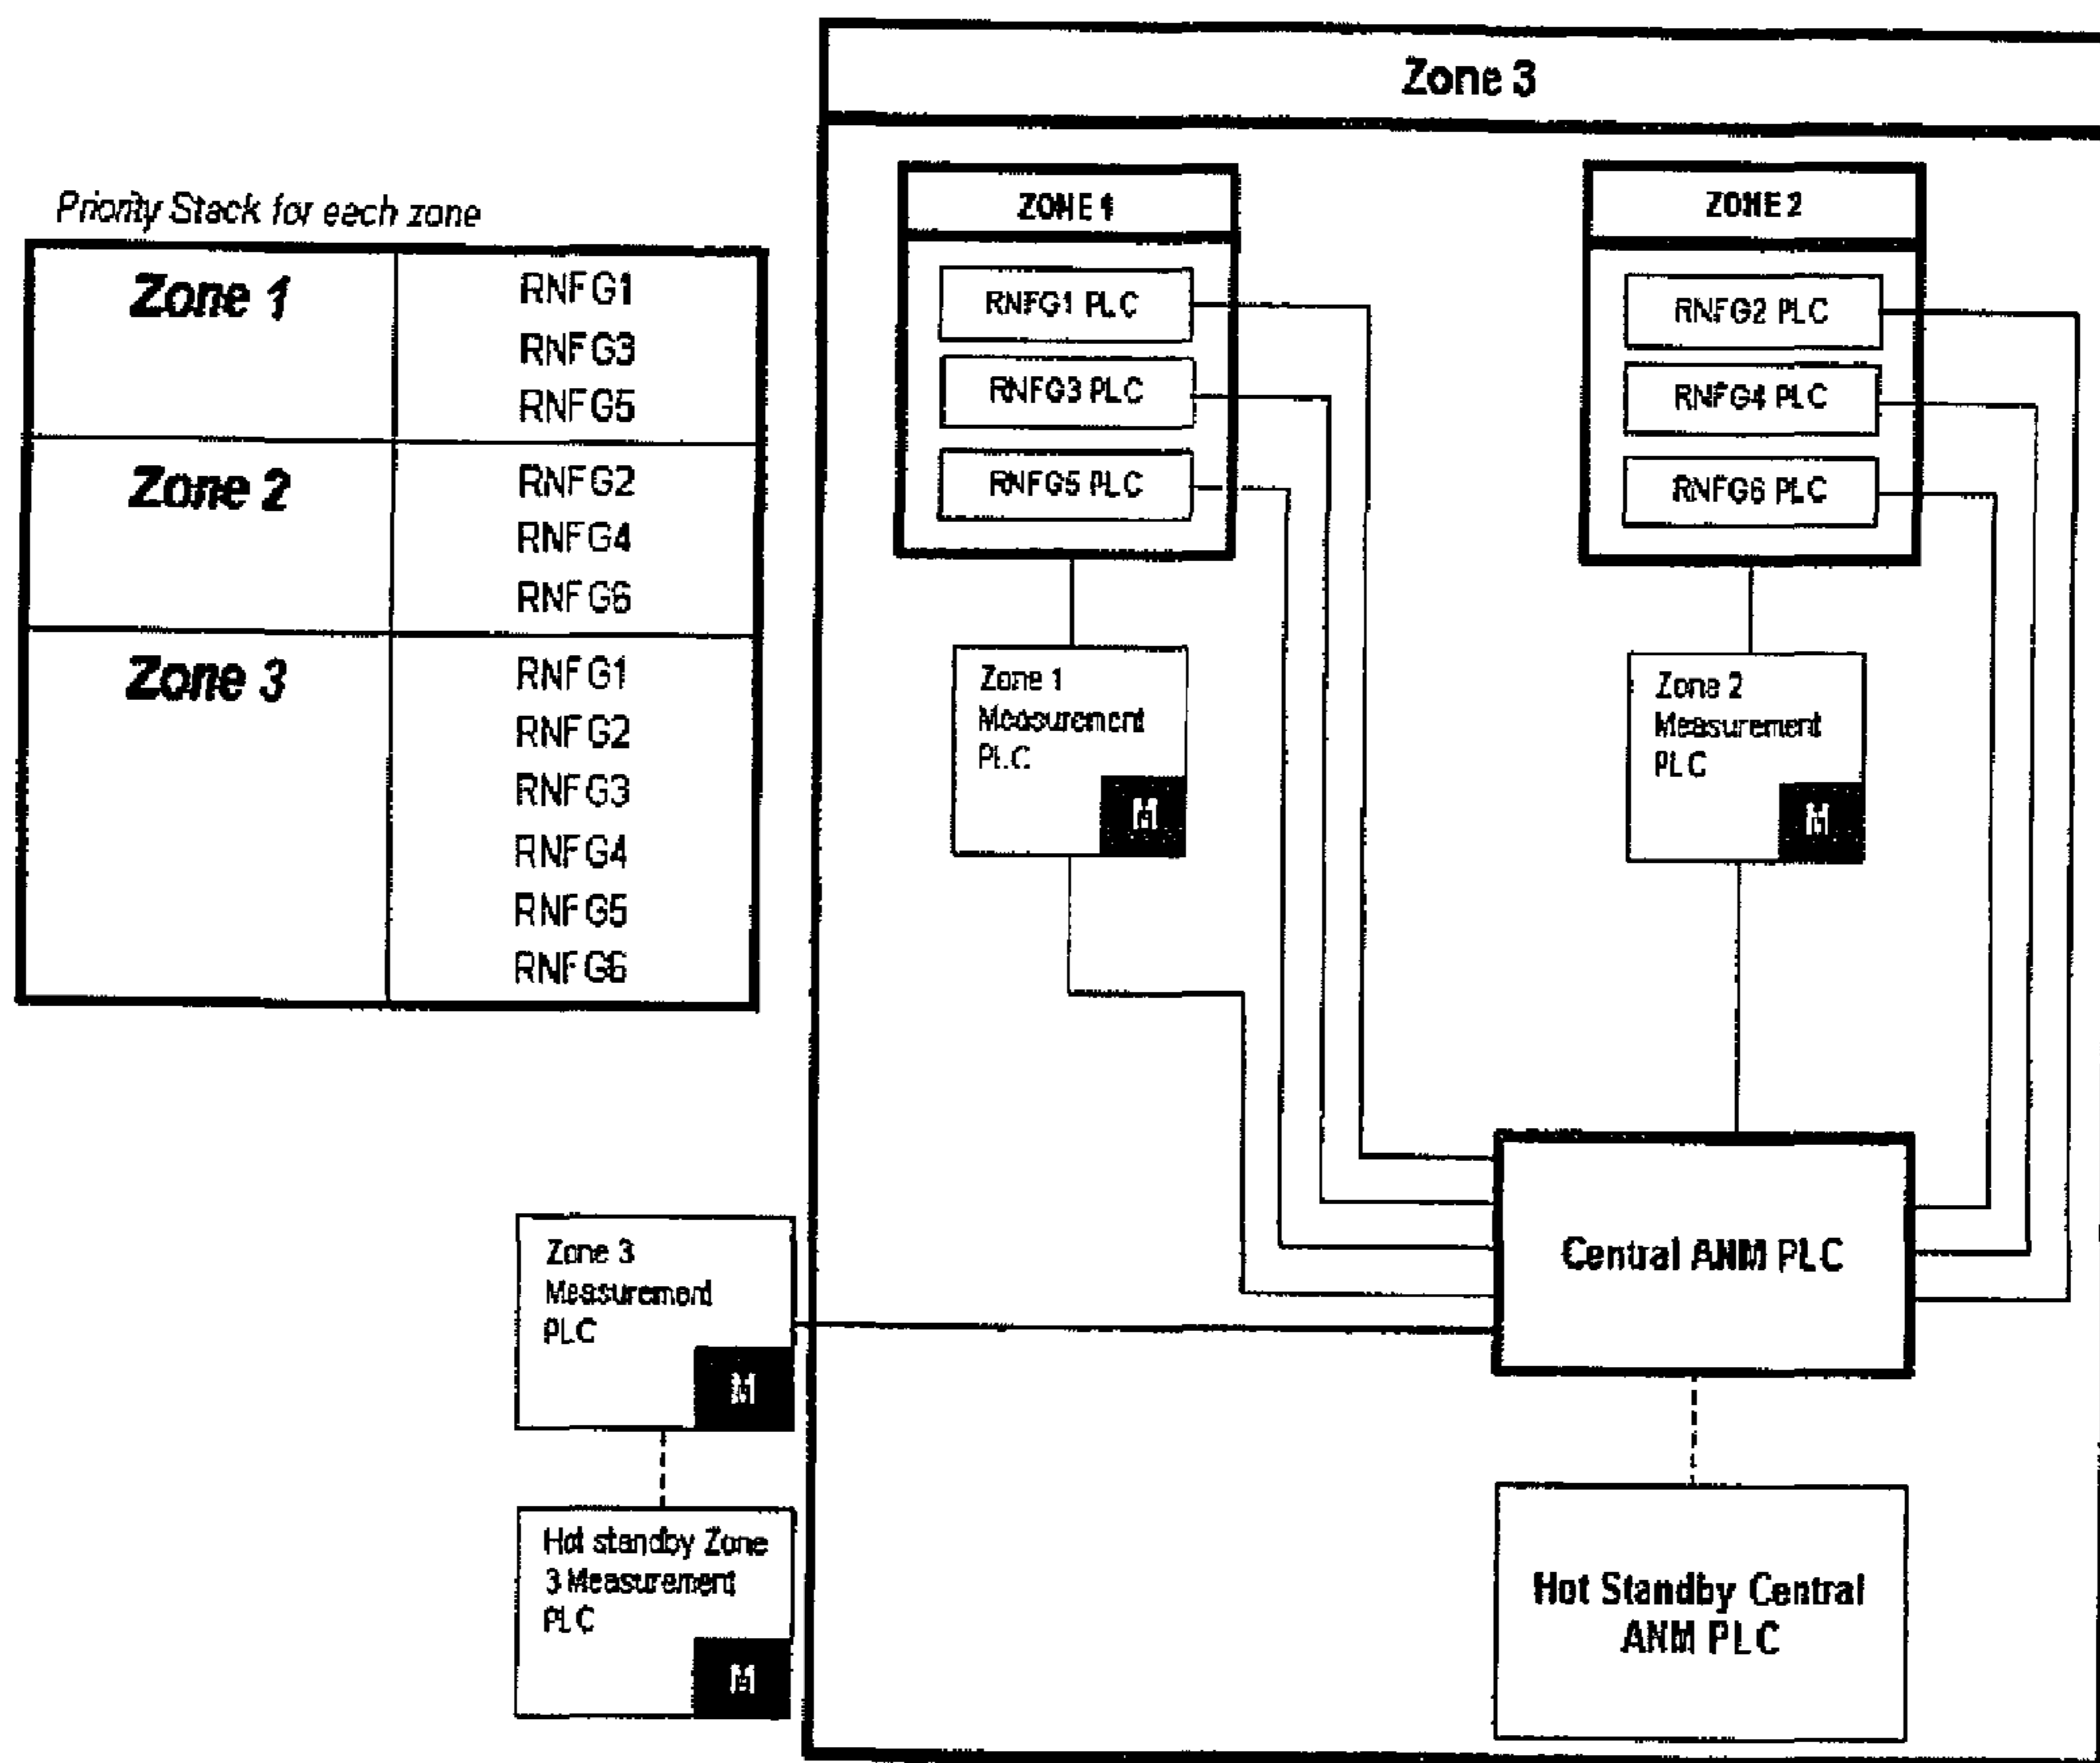 Priority Stack for each zone
Zone 1
RNFG1
RNFG3
RNFG5
Zone 2
RNFG2
RNFG4
RNFG6
Zone 3
RNFG1
RNFG2
RNFG3
RNFG4
RNFG5
RNFG6
Zone 3
ZONE 1
RNFG1 PLC
RNFG3 PLC
RNFG5 PLC
ZONE 2
RNFG2 PLC
RNFG4 PLC
RNFG6 PLC
Zone 1
Measurement
PLC
M
Zone 2
Measurement
PLC
M
Zone 3
Measurement
PLC
M
Central ANM PLC
Hot standby Zone
3 Measurement
PLC
M
Hot Standby Central
ANM PLC